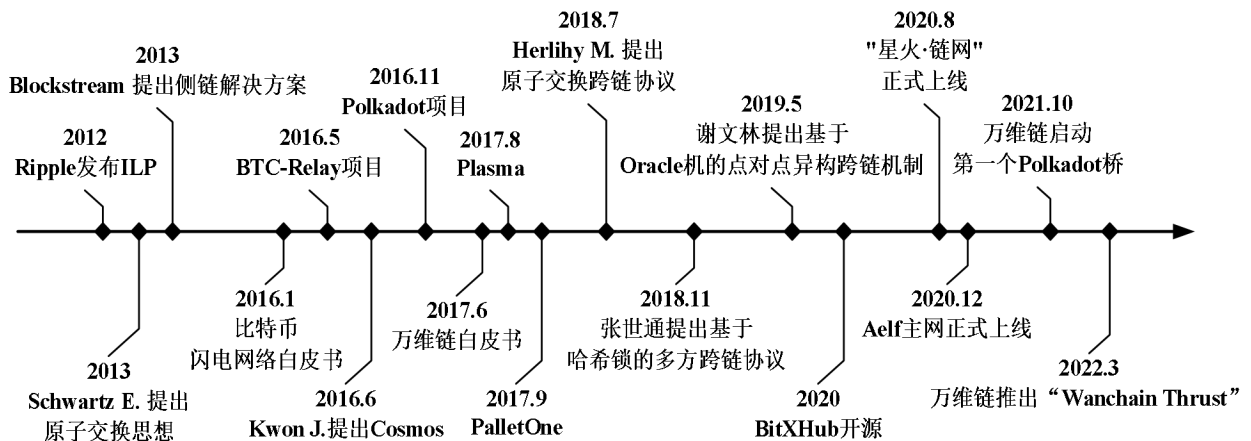 2012
Ripple发布ILP
2013
Schwartz E. 提出
原子交换思想
2013
Blockstream 提出侧链解决方案
2016.1
比特币
闪电网络白皮书
2016.5
BTC-Relay项目
2016.6
Kwon J.提出Cosmos
2016.11
Polkadot项目
2017.6
万维链白皮书
2017.8
Plasma
2017.9
PalletOne
2018.7
Herlihy M. 提出
原子交换跨链协议
2018.11
张世通提出基于
哈希锁的多方跨链协议
2019.5
谢文林提出基于
Oracle机的点对点异构跨链机制
2020
BitXHub开源
2020.8
"星火·链网"
正式上线
2020.12
Aelf主网正式上线
2021.10
万维链启动
第一个Polkadot桥
2022.3
万维链推出“Wanchain Thrust”